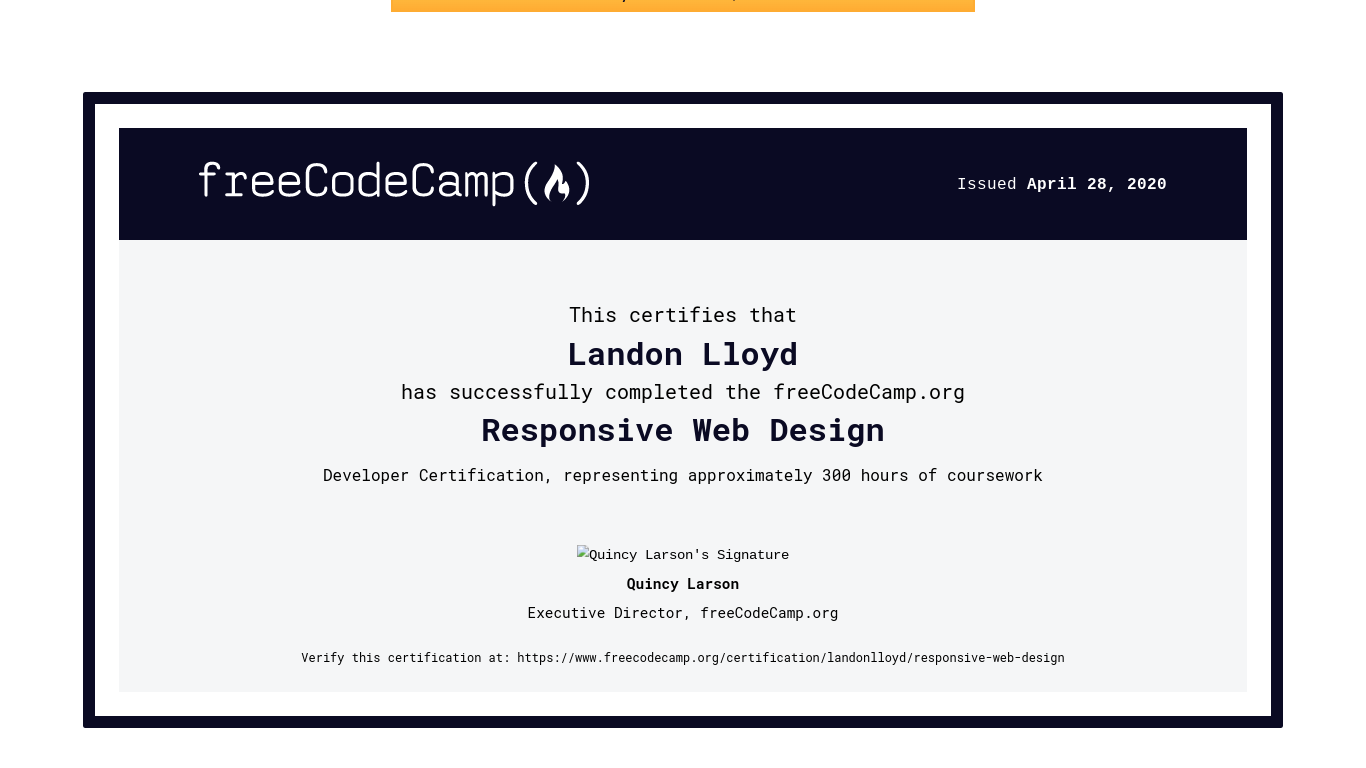 freeCodeCamp
Issued April 28, 2020
This certifies that
Landon Lloyd
has successfully completed the freeCodeCamp.org
Responsive Web Design
Developer Certification, representing approximately 300 hours of coursework
Quincy Larson's Signature
Quincy Larson
Executive Director, freeCodeCamp.org
Verify this certification at: https://www.freecodecamp.org/certification/landonlloyd/responsive-web-design